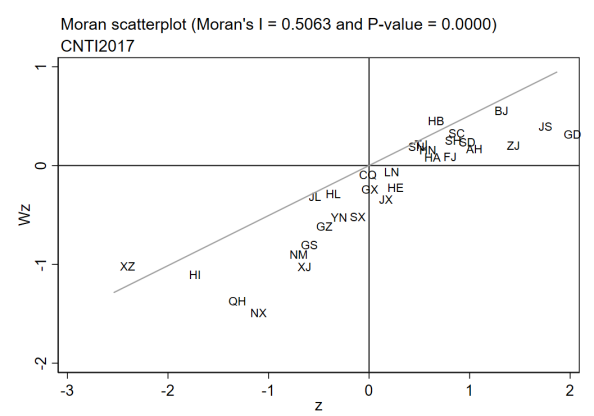 Moran scatterplot (Moran's I = 0.5063 and P-value = 0.0000)
CNTI2017
1
0
-1
-2
Wz
HB
BJ
JS
GD
SC
SH
SD
ZJ
AH
HN
HA
FJ
CQ
LN
GX
HE
JX
JL
HL
YN
SX
GZ
GS
NM
XJ
XZ
HI
QH
NX
-3
-2
-1
0
1
2
z